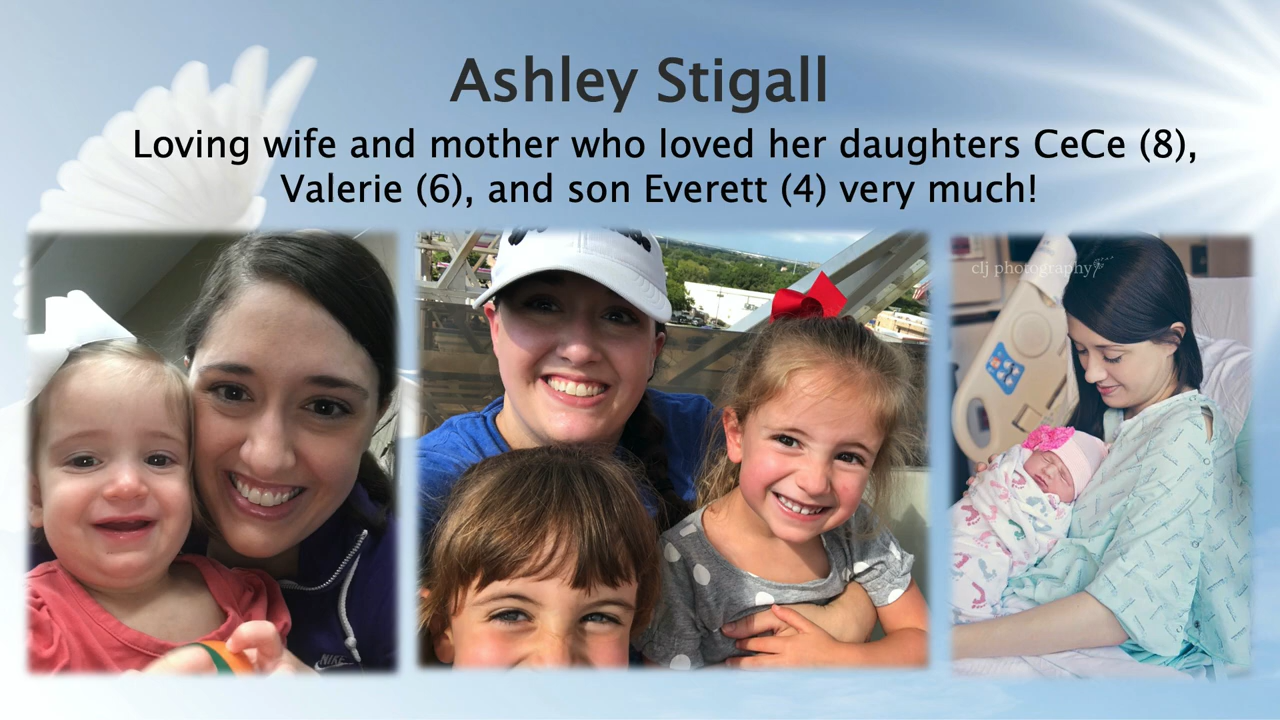 Ashley Stigall
Loving wife and mother who loved her daughters CeCe (8),
Valerie (6), and son Everett (4) very much!
clj photography
NIKE